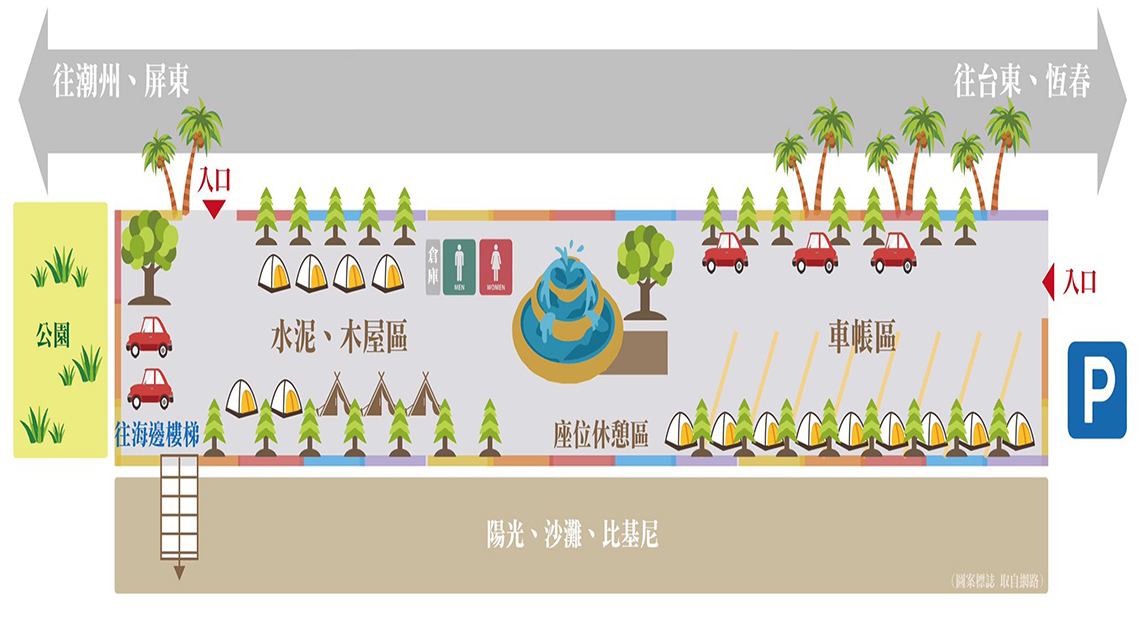 往潮州、屏東
往台東、恆春
入口
倉庫
MEN
WOMEN
入口
公園
水泥、木屋區
車帳區
P
往海邊樓梯
座位休憩區
陽光、沙灘、比基尼
(圖案標誌 取自網路)